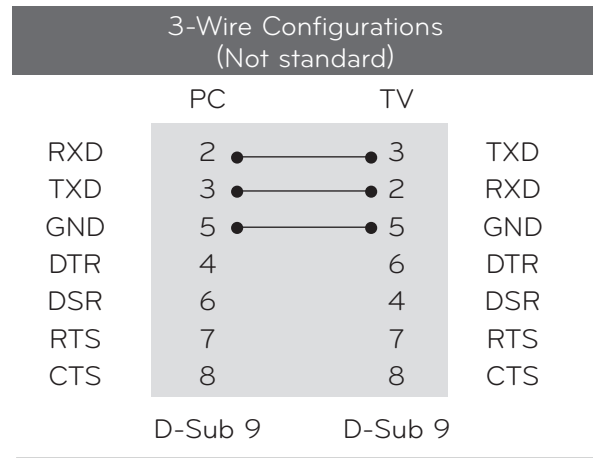 3-Wire Configurations
(Not standard)
PC TV
RXD 2 3 TXD
TXD 3 2 RXD
GND 5 5 GND
DTR 4 6 DTR
DSR 6 4 DSR
RTS 7 7 RTS
CTS 8 8 CTS
D-Sub 9 D-Sub 9